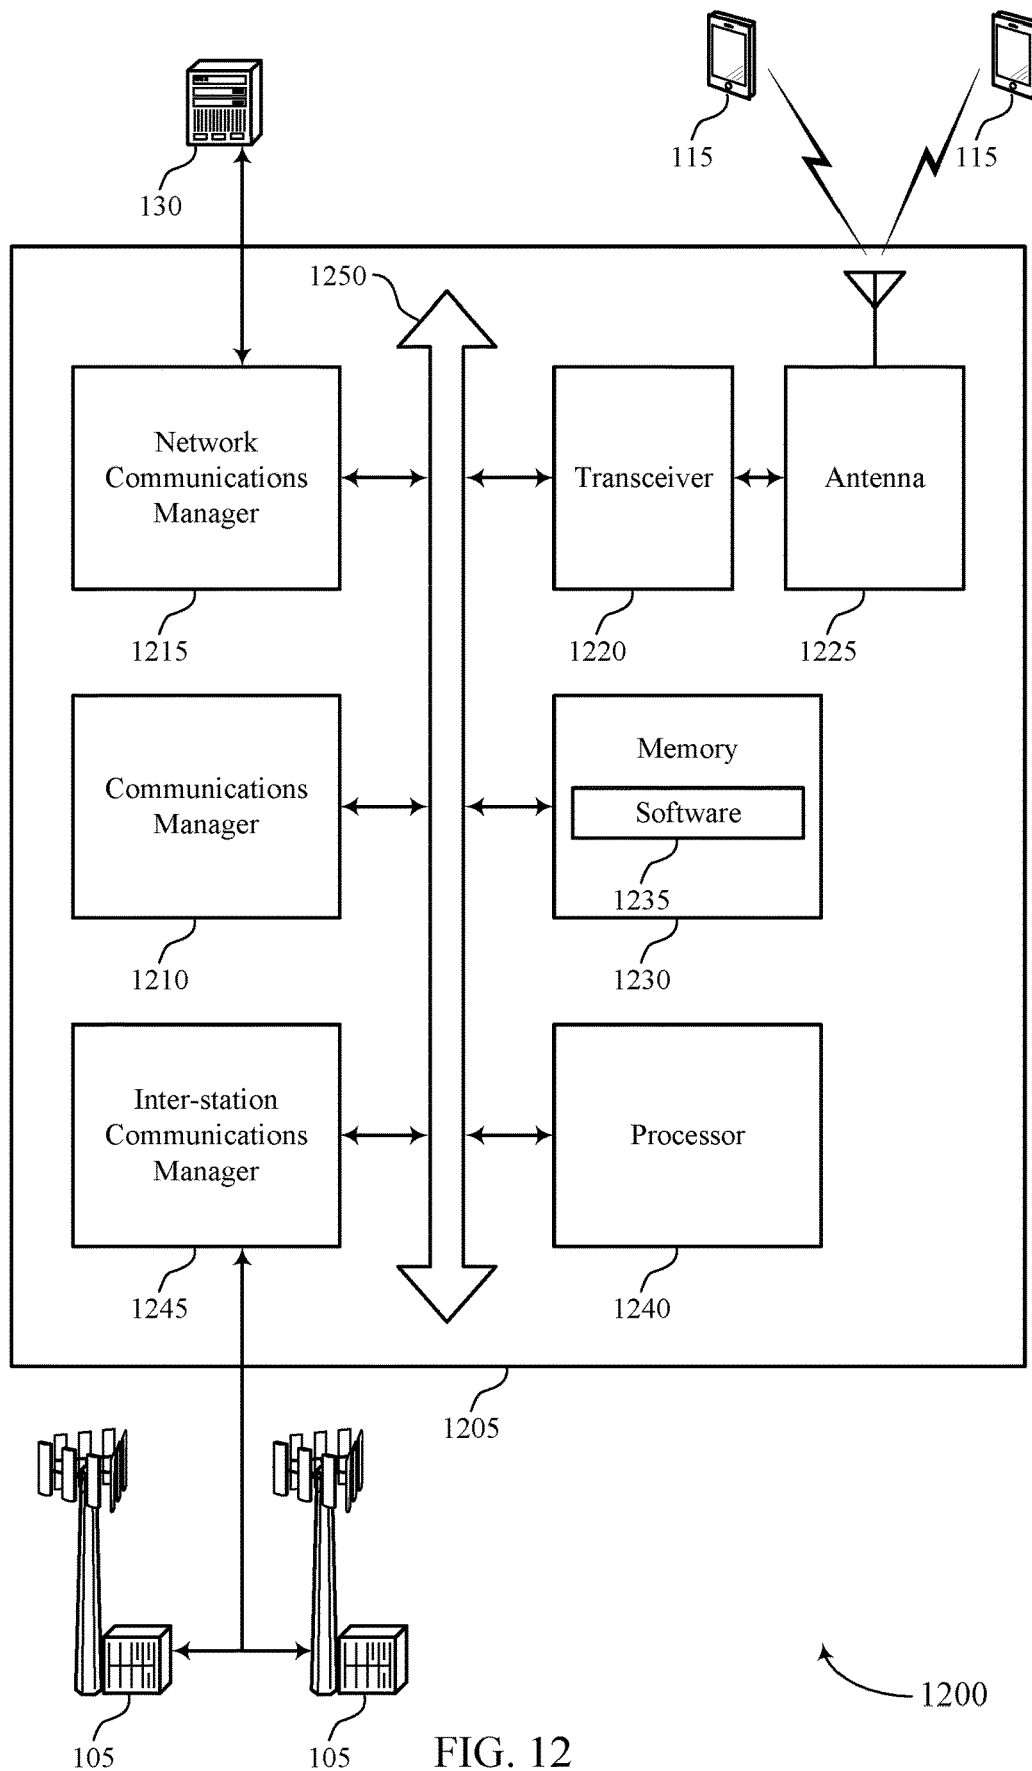 115
115
130
1250
Network
Communications
Manager
Transceiver
Antenna
1215
1220
1225
Communications
Manager
Memory
Software
1235
1210
1230
Inter-station
Communications
Manager
Processor
1245
1240
1205
105
105
1200
FIG. 12